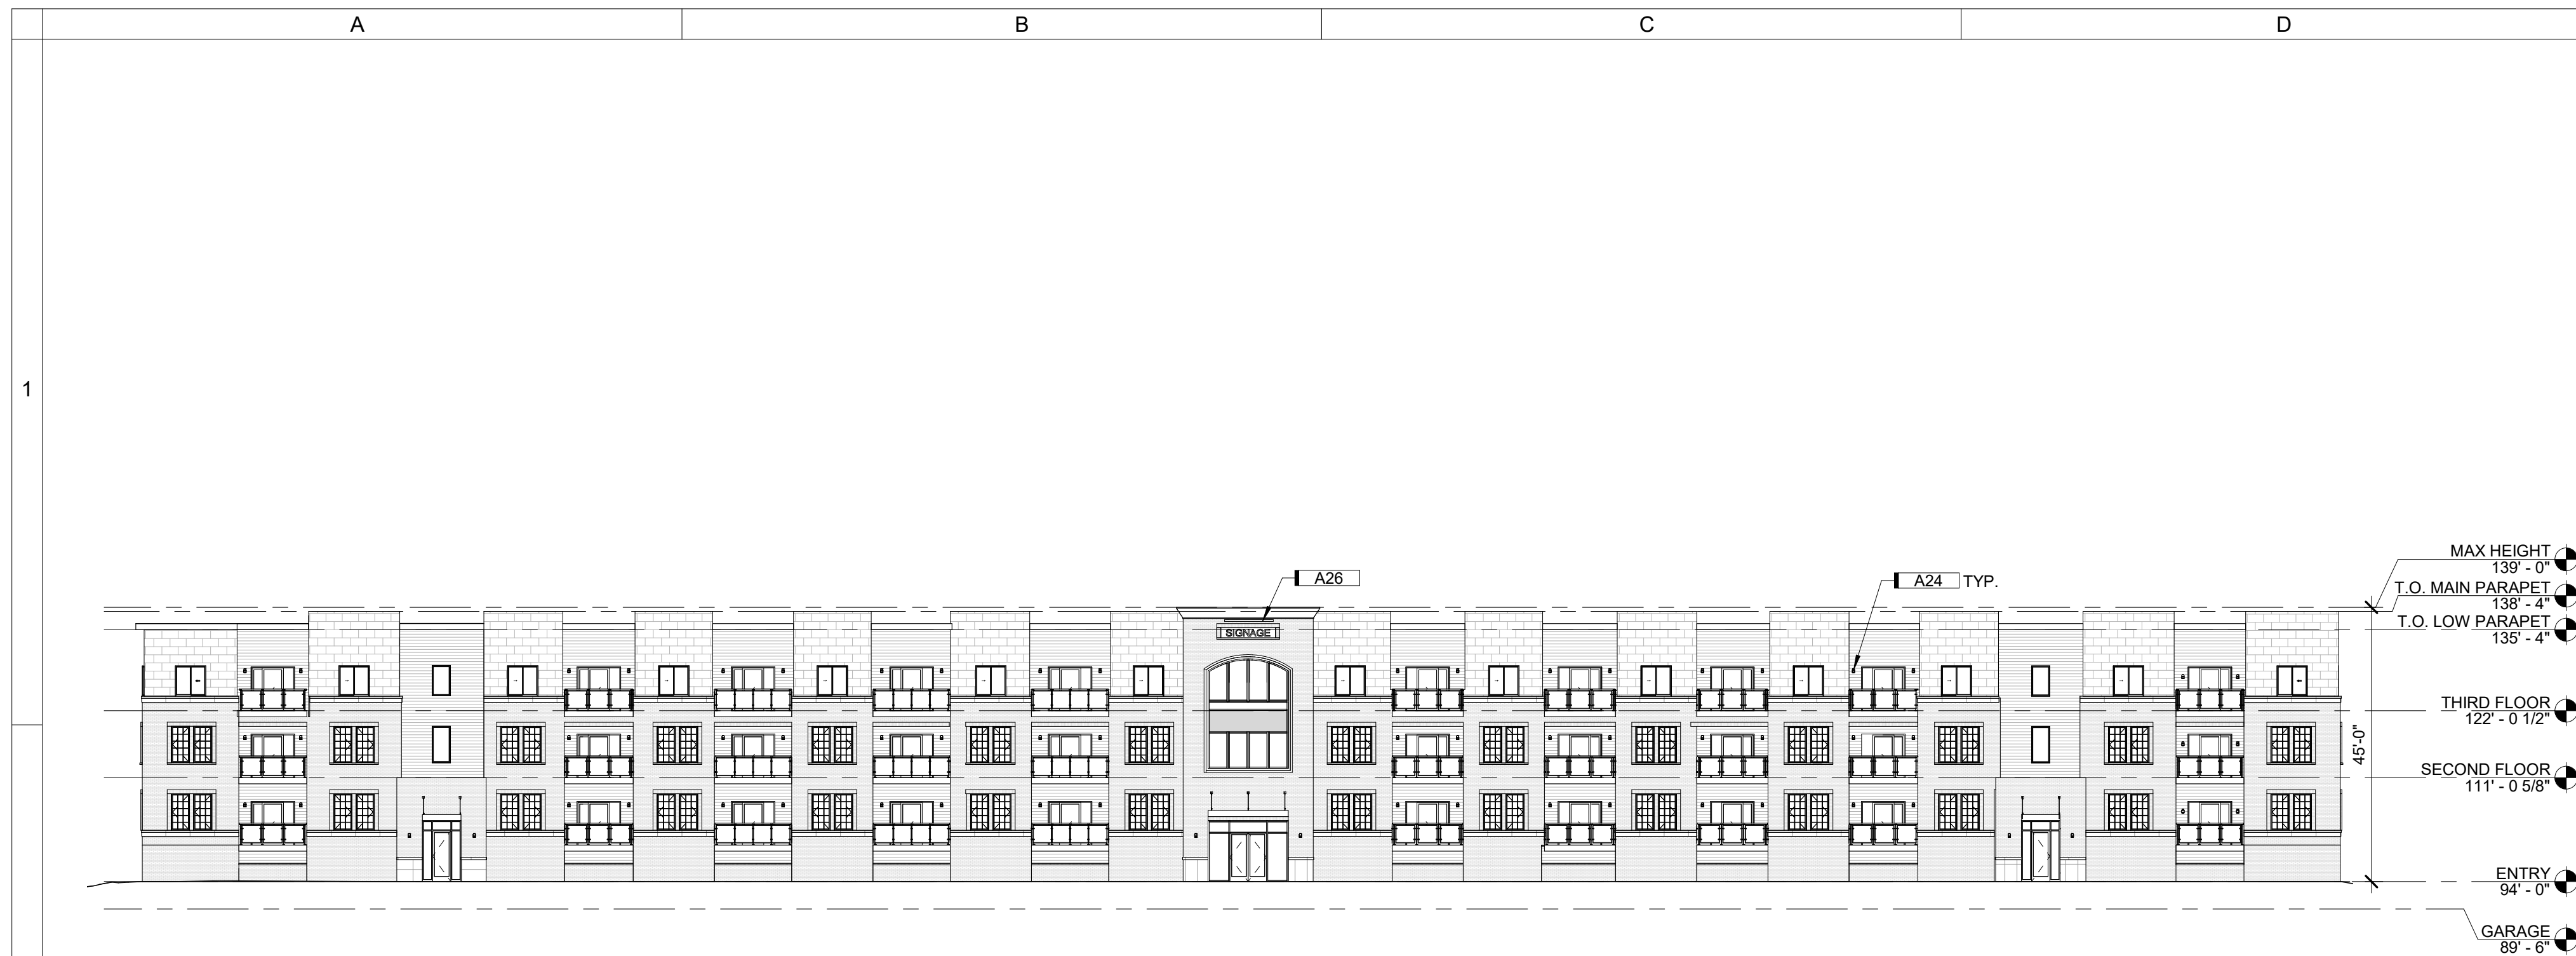 A
B
C
D
1
MAX HEIGHT
139' - 0"
A26
A24 TYP.
T.O. MAIN PARAPET
138' - 4"
T.O. LOW PARAPET
135' - 4"
SIGNAGE
THIRD FLOOR
122' - 0 1/2"
45'-0"
SECOND FLOOR
111' - 0 5/8"
ENTRY
94' - 0"
GARAGE
89' - 6"